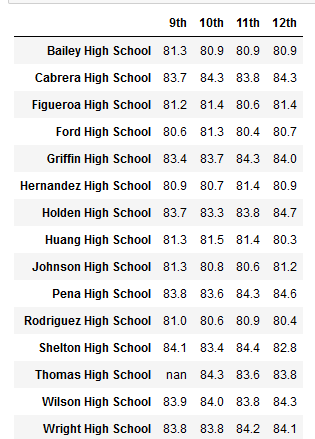 9th 10th 11th 12th
Bailey High School 81.3 80.9 80.9 80.9
Cabrera High School 83.7 84.3 83.8 84.3
Figueroa High School 81.2 81.4 80.6 81.4
Ford High School 80.6 81.3 80.4 80.7
Griffin High School 83.4 83.7 84.3 84.0
Hernandez High School 80.9 80.7 81.4 80.9
Holden High School 83.7 83.3 83.8 84.7
Huang High School 81.3 81.5 81.4 80.3
Johnson High School 81.3 80.8 80.6 81.2
Pena High School 83.8 83.6 84.3 84.6
Rodriguez High School 81.0 80.6 80.9 80.4
Shelton High School 84.1 83.4 84.4 82.8
Thomas High School nan 84.3 83.6 83.8
Wilson High School 83.9 84.0 83.8 84.3
Wright High School 83.8 83.8 84.2 84.1